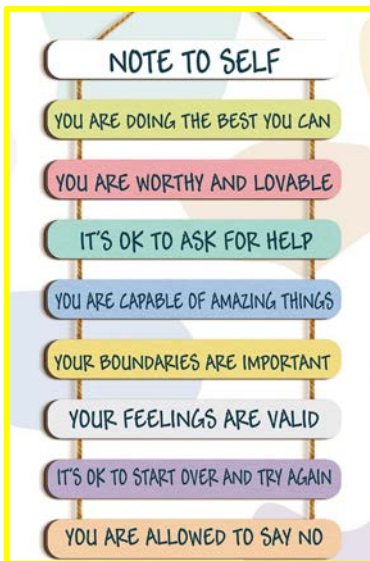 NOTE TO SELF
YOU ARE DOING THE BEST YOU CAN
YOU ARE WORTHY AND LOVABLE
IT'S OK TO ASK FOR HELP
YOU ARE CAPABLE OF AMAZING THINGS
YOUR BOUNDARIES ARE IMPORTANT
YOUR FEELINGS ARE VALID
IT'S OK TO START OVER AND TRY AGAIN
YOU ARE ALLOWED TO SAY NO